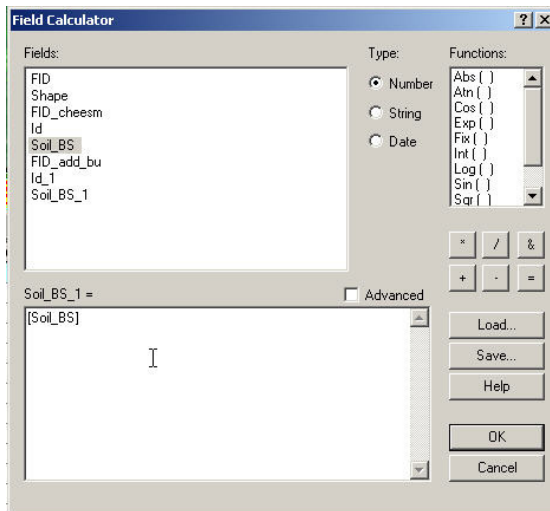 Field Calculator
Fields:
FID
Shape
FID_cheesm
Id
Soil_BS
FID_add_bu
Id_1
Soil_BS_1
Type:
Number
String
Date
Functions:
Abs ( )
Atn ( )
Cos ( )
Exp ( )
Fix ( )
Int ( )
Log ( )
Sin ( )
Sqr ( )
* / &
+ - =
Soil_BS_1 =
Advanced
[Soil_BS]
Load...
Save...
Help
OK
Cancel